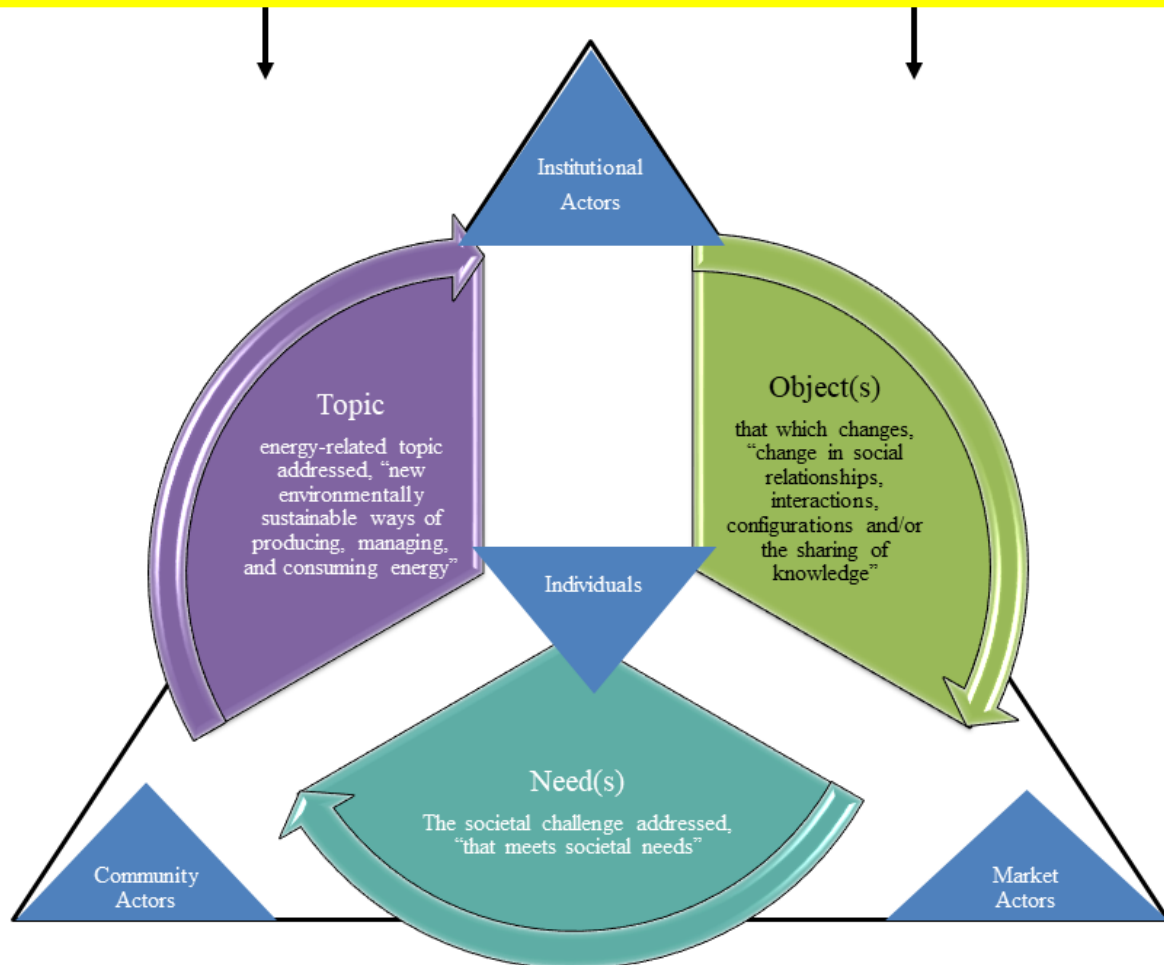 Institutional
Actors
Topic
energy-related topic
addressed, “new
environmentally
sustainable ways of
producing, managing,
and consuming energy”
Object(s)
that which changes,
“change in social
relationships,
interactions,
configurations and/or
the sharing of
knowledge”
Individuals
Need(s)
The societal challenge addressed,
“that meets societal needs”
Community
Actors
Market
Actors